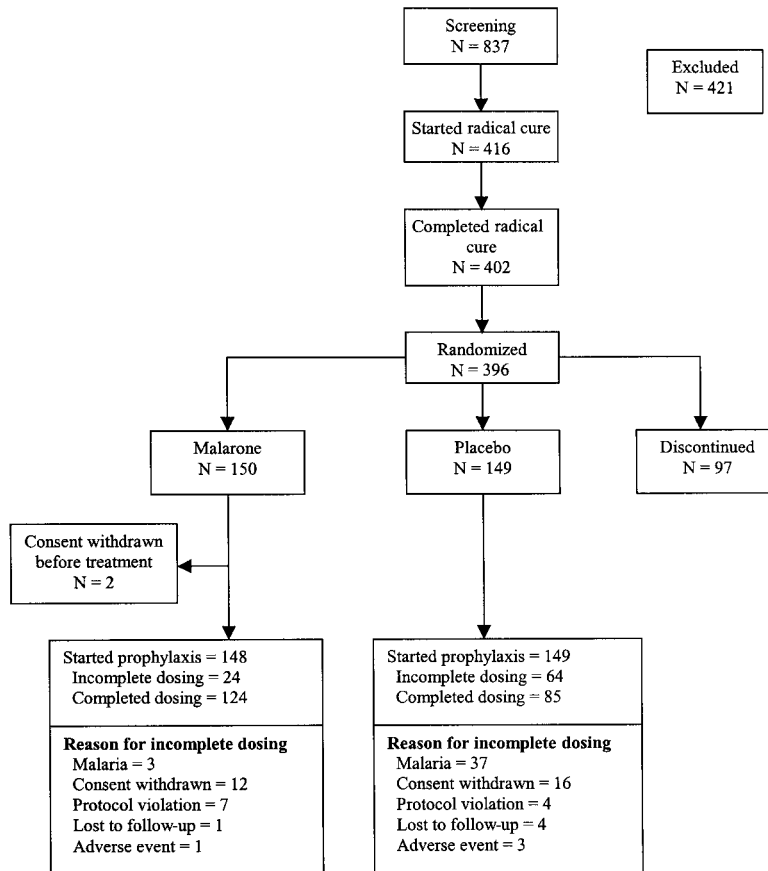 Screening
N = 837
Excluded
N = 421
Started radical cure
N = 416
Completed radical
cure
N = 402
Randomized
N = 396
Malarone
N = 150
Placebo
N = 149
Discontinued
N = 97
Consent withdrawn
before treatment
N = 2
Started prophylaxis = 148
Incomplete dosing = 24
Completed dosing = 124
Reason for incomplete dosing
Malaria = 3
Consent withdrawn = 12
Protocol violation = 7
Lost to follow-up = 1
Adverse event = 1
Started prophylaxis = 149
Incomplete dosing = 64
Completed dosing = 85
Reason for incomplete dosing
Malaria = 37
Consent withdrawn = 16
Protocol violation = 4
Lost to follow-up = 4
Adverse event = 3